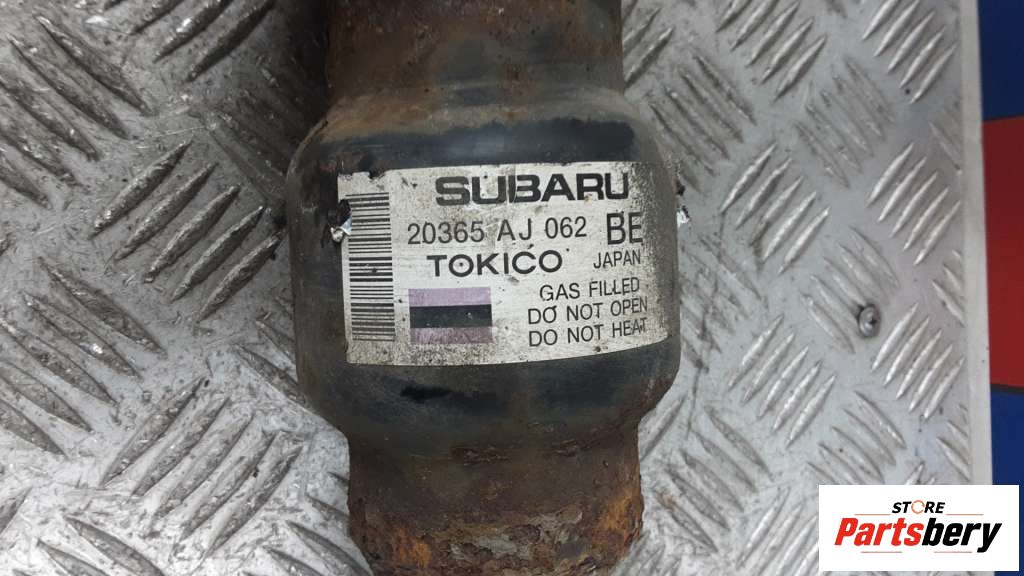 SUBARU
20365 AJ 062 BE
TOKICO JAPAN
GAS FILLED
DO NOT OPEN
DO NOT HEAT
STORE
Partsbery